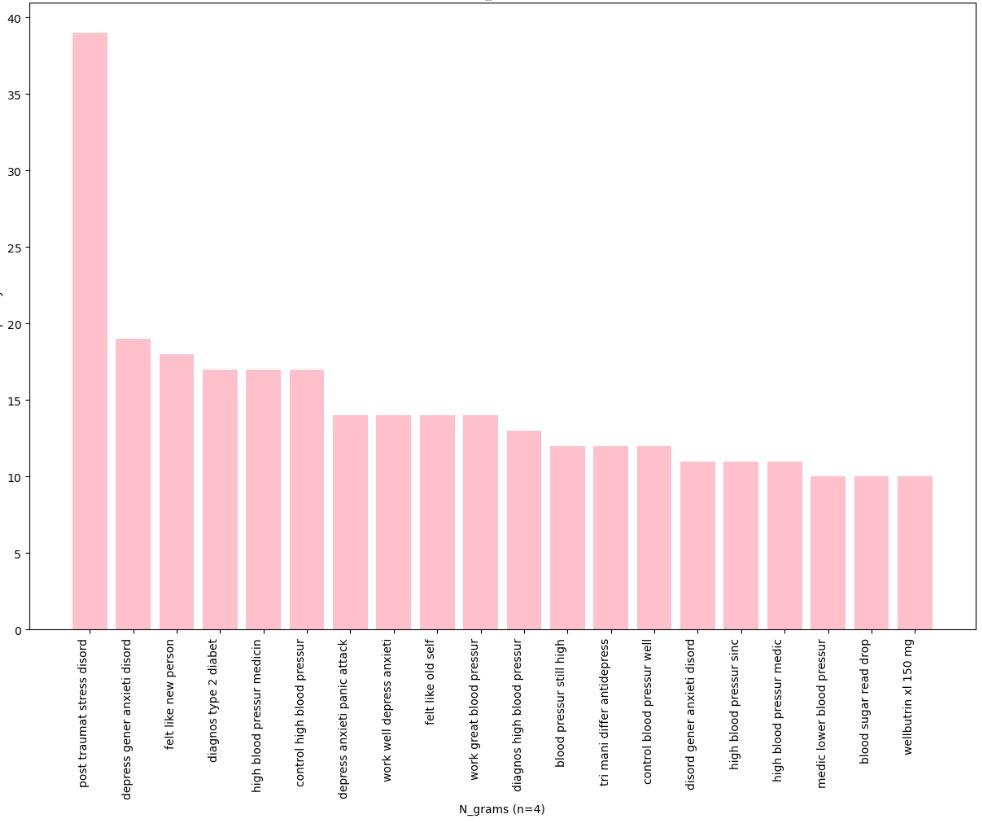 40
35
30
25
20
15
10
5
0
post traumat stress disord
depress gener anxieti disord
felt like new person
diagnos type 2 diabet
high blood pressur medicin
control high blood pressur
depress anxieti panic attack
work well depress anxieti
felt like old self
work great blood pressur
diagnos high blood pressur
blood pressur still high
tri mani differ antidepress
control blood pressur well
disord gener anxieti disord
high blood pressur sinc
high blood pressur medic
medic lower blood pressur
blood sugar read drop
wellbutrin xl 150 mg
N_grams (n=4)